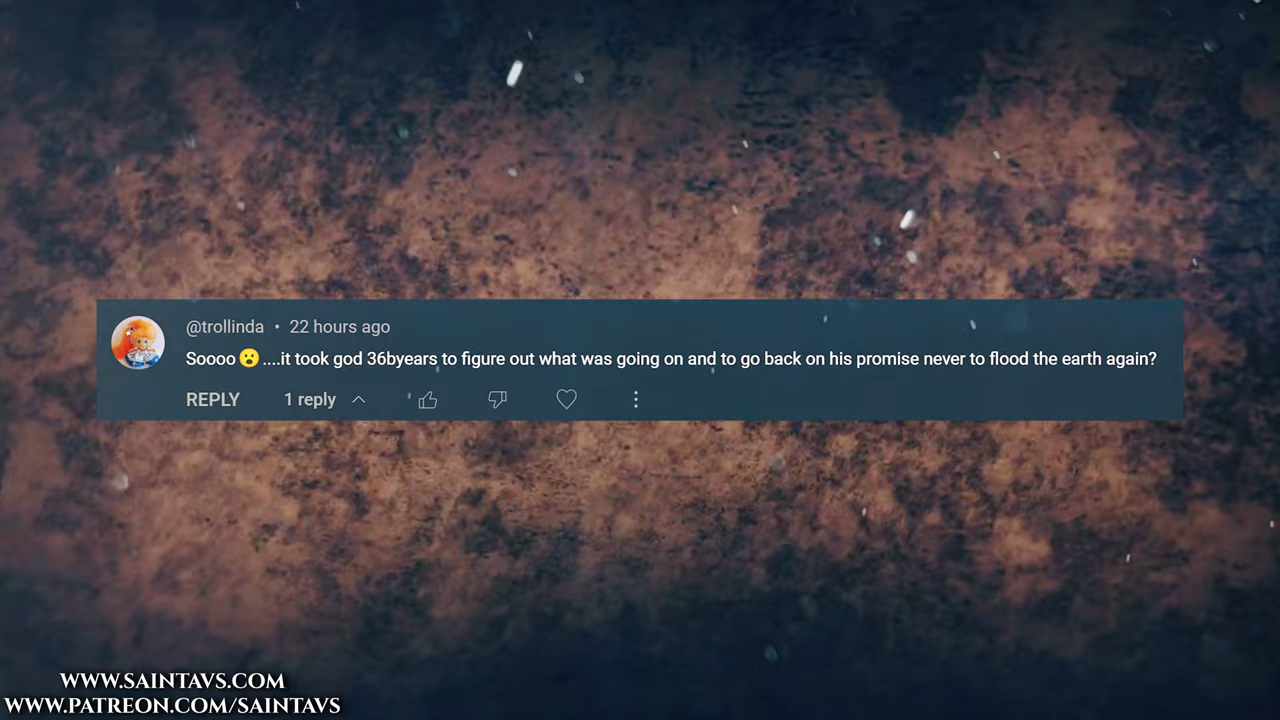 @trollinda • 22 hours ago
Soooo😮....it took god 36byears to figure out what was going on and to go back on his promise never to flood the earth again?
REPLY 1 reply
WWW.SAINTAVS.COM
WWW.PATREON.COM/SAINTAVS